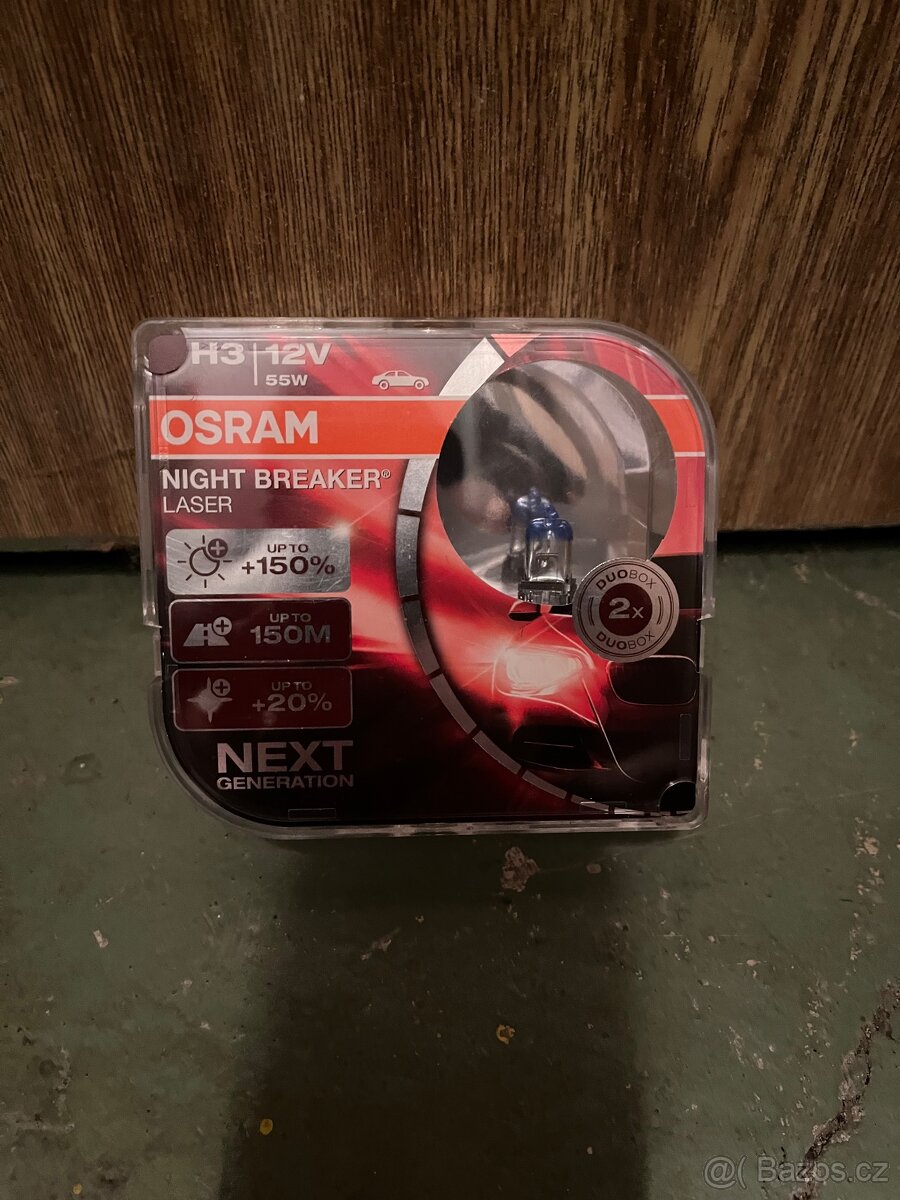 H3 12V
55W
OSRAM
NIGHT BREAKER®
LASER
UP TO
+150%
UP TO
150M
UP TO
+20%
NEXT
GENERATION
DUOBOX
2x
DUOBOX
@( Bazos.cz